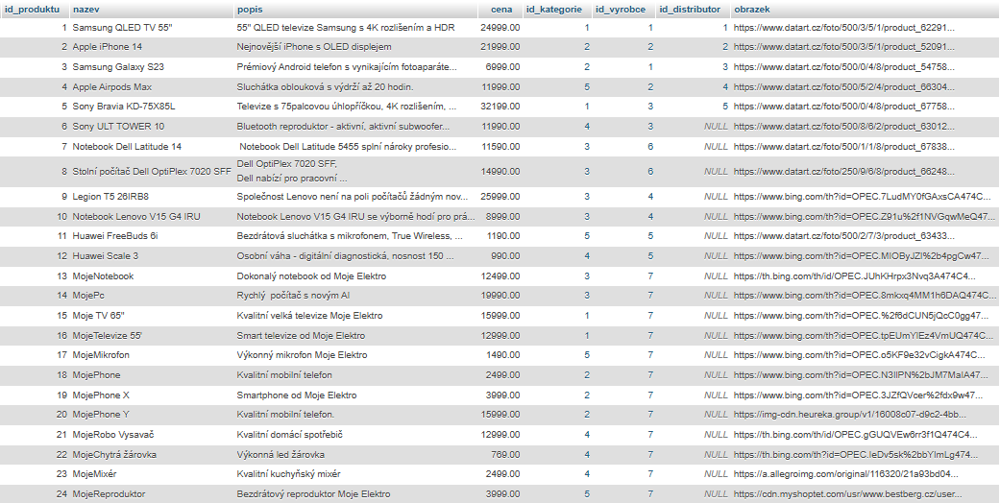 id_produktu nazev popis cena id_kategorie id_vyrobce id_distributor obrazek
1 Samsung QLED TV 55" 55" QLED televize Samsung s 4K rozlišením a HDR 24999.00 1 1 1 https://www.datart.cz/foto/500/3/5/1/product_62291...
2 Apple iPhone 14 Nejnovější iPhone s OLED displejem 21999.00 2 2 2 https://www.datart.cz/foto/500/3/5/1/product_52091...
3 Samsung Galaxy S23 Prémiový Android telefon s vynikajícím fotoaparáte... 6999.00 2 1 3 https://www.datart.cz/foto/500/0/4/8/product_54758...
4 Apple Airpods Max Sluchátka oblouková s výdrží až 20 hodin. 11999.00 5 2 4 https://www.datart.cz/foto/500/5/2/4/product_66304...
5 Sony Bravia KD-75X85L Televize s 75palcovou úhlopříčkou, 4K rozlišením, ... 32199.00 1 3 5 https://www.datart.cz/foto/500/0/4/8/product_67758...
6 Sony ULT TOWER 10 Bluetooth reproduktor - aktivní, aktivní subwoofer... 11990.00 4 3 NULL https://www.datart.cz/foto/500/8/6/2/product_63012...
7 Notebook Dell Latitude 14 Notebook Dell Latitude 5455 splní nároky profesio... 11590.00 3 6 NULL https://www.datart.cz/foto/500/1/1/8/product_67838...
8 Stolní počítač Dell OptiPlex 7020 SFF Dell OptiPlex 7020 SFF, 14990.00 3 6 NULL https://www.datart.cz/foto/250/9/6/8/product_66248...
Dell nabízí pro pracovní ...
9 Legion T5 26IRB8 Společnost Lenovo není na poli počítačů žádným nov... 25999.00 3 4 NULL https://www.bing.com/th?id=OPEC.7LudMY0fGAxsCA474C...
10 Notebook Lenovo V15 G4 IRU Notebook Lenovo V15 G4 IRU se výborně hodí pro prá... 8999.00 3 4 NULL https://www.bing.com/th?id=OPEC.Z91u%2f1NVGqwMeQ47...
11 Huawei FreeBuds 6i Bezdrátová sluchátka s mikrofonem, True Wireless, ... 1190.00 5 5 NULL https://www.datart.cz/foto/500/2/7/3/product_63433...
12 Huawei Scale 3 Osobní váha - digitální diagnostická, nosnost 150 ... 990.00 4 5 NULL https://www.bing.com/th?id=OPEC.MIOByJZl%2b4pgCw47...
13 MojeNotebook Dokonalý notebook od Moje Elektro 12499.00 3 7 NULL https://th.bing.com/th/id/OPEC.JUhKHrpx3Nvq3A474C4...
14 MojePc Rychlý počítač s novým AI 19990.00 3 7 NULL https://www.bing.com/th?id=OPEC.8mkxq4MM1h6DAQ474C...
15 Moje TV 65" Kvalitní velká televize Moje Elektro 15999.00 1 7 NULL https://www.bing.com/th?id=OPEC.%2f6dCUN5jQcC0gg47...
16 MojeTelevize 55' Smart televize od Moje Elektro 12999.00 1 7 NULL https://www.bing.com/th?id=OPEC.tpEUmYlEz4VmUQ474C...
17 MojeMikrofon Výkonný mikrofon Moje Elektro 1490.00 5 7 NULL https://www.bing.com/th?id=OPEC.o5KF9e32vCigkA474C...
18 MojePhone Kvalitní mobilní telefon 2499.00 2 7 NULL https://www.bing.com/th?id=OPEC.N3lIPN%2bJM7MaIA47...
19 MojePhone X Smartphone od Moje Elektro 3999.00 2 7 NULL https://www.bing.com/th?id=OPEC.3JZfQVcer%2fdx9w47...
20 MojePhone Y Kvalitní mobilní telefon. 15999.00 2 7 NULL https://img-cdn.heureka.group/v1/16008c07-d9c2-4bb...
21 MojeRobo Vysavač Kvalitní domácí spotřebič 12999.00 4 7 NULL https://th.bing.com/th/id/OPEC.gGUQVEw6rr3f1Q474C4...
22 MojeChytrá žárovka Výkonná led žárovka 769.00 4 7 NULL https://th.bing.com/th?id=OPEC.IeDv5sk%2bbYImLg474...
23 MojeMixér Kvalitní kuchyňský mixér 2499.00 4 7 NULL https://a.allegroimg.com/original/116320/21a93bd04...
24 MojeReproduktor Bezdrátový reproduktor Moje Elektro 3999.00 5 7 NULL https://cdn.myshoptet.com/usr/www.bestberg.cz/user...